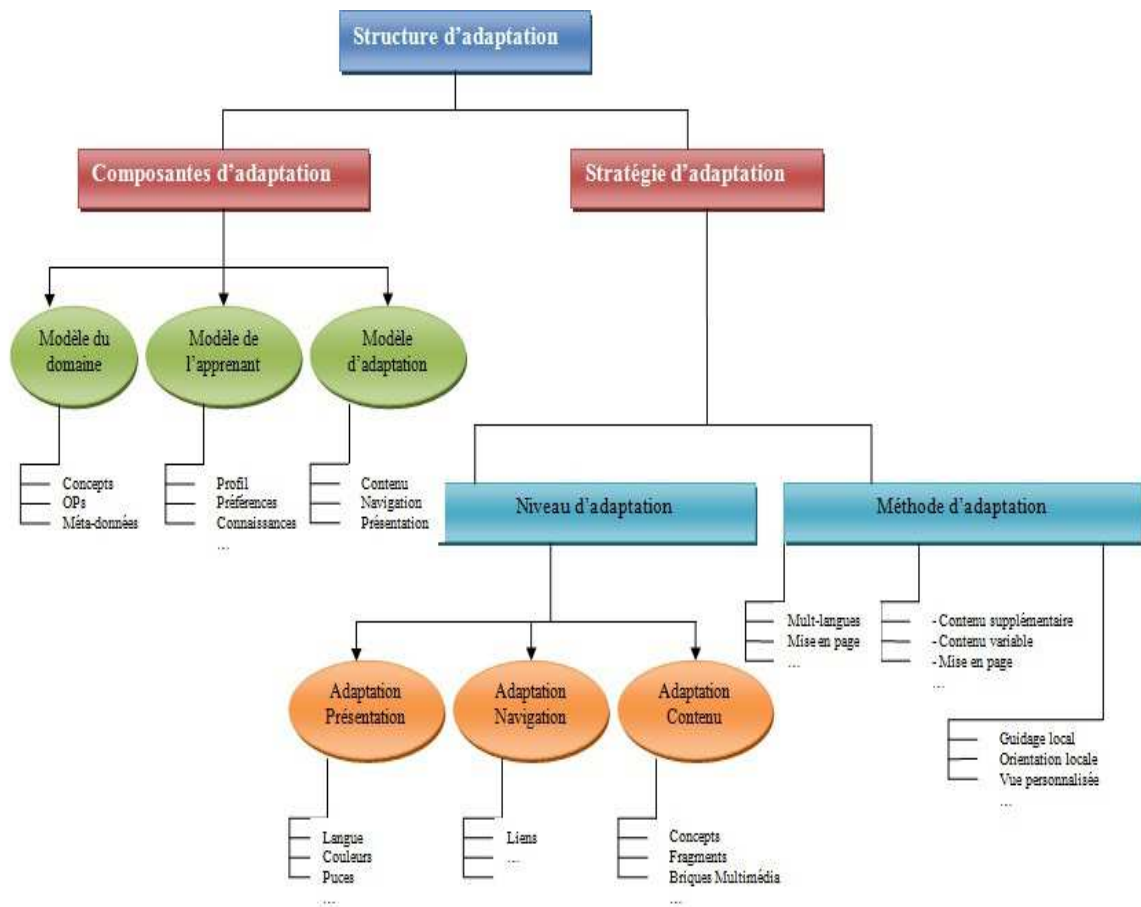 Structure d’adaptation
Composantes d’adaptation
Stratégie d’adaptation
Modèle du
domaine
Modèle de
l’apprenant
Modèle
d’adaptation
Concepts
OPs
Méta-données
Profil
Préférences
Connaissances
…
Contenu
Navigation
Présentation
Niveau d’adaptation
Méthode d’adaptation
Mult-langues
Mise en page
…
- Contenu supplémentaire
- Contenu variable
- Mise en page
…
Guidage local
Orientation locale
Vue personnalisée
…
Adaptation
Présentation
Adaptation
Navigation
Adaptation
Contenu
Langue
Couleurs
Puces
…
Liens
…
Concepts
Fragments
Briques Multimédia
…